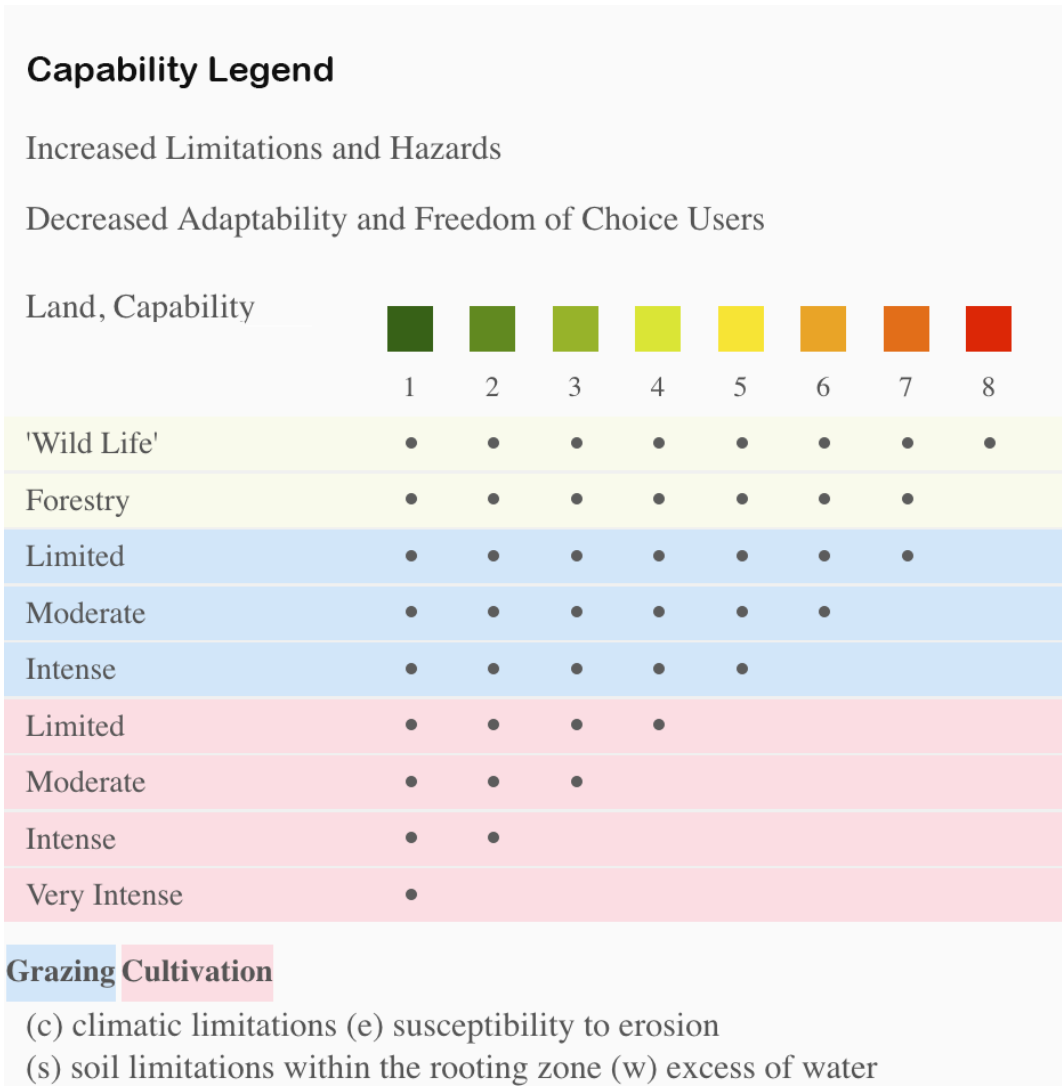 Capability Legend
Increased Limitations and Hazards
Decreased Adaptability and Freedom of Choice Users
Land, Capability
1 2 3 4 5 6 7 8
'Wild Life' • • • • • • • •
Forestry • • • • • • •
Limited • • • • • • •
Moderate • • • • • •
Intense • • • • •
Limited • • • •
Moderate • • •
Intense • •
Very Intense •
Grazing Cultivation
(c) climatic limitations (e) susceptibility to erosion
(s) soil limitations within the rooting zone (w) excess of water